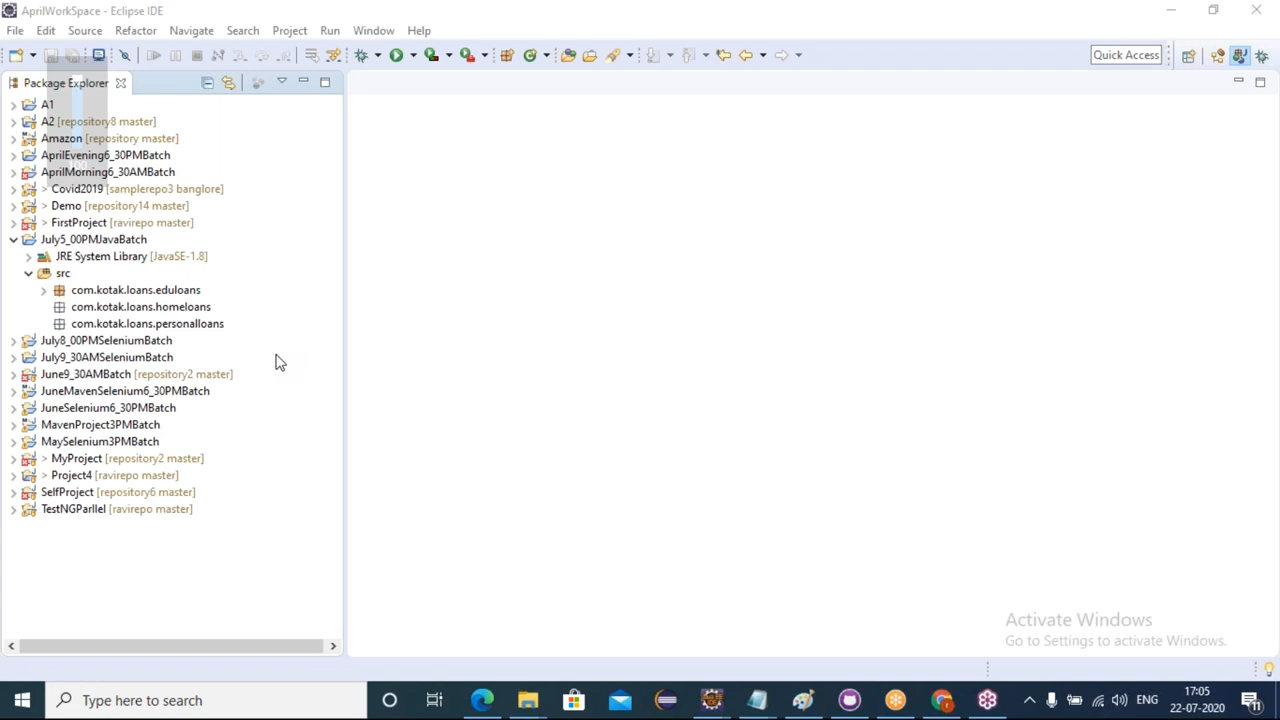 AprilWorkSpace - Eclipse IDE
File Edit Source Refactor Navigate Search Project Run Window Help
Quick Access
Package Explorer
A1
A2 [repository8 master]
Amazon [repository master]
AprilEvening6_30PMBatch
AprilMorning6_30AMBatch
> Covid2019 [samplerepo3 banglore]
> Demo [repository14 master]
> FirstProject [ravirepo master]
July5_00PMJavaBatch
JRE System Library [JavaSE-1.8]
src
com.kotak.loans.eduloans
com.kotak.loans.homeloans
com.kotak.loans.personalloans
July8_00PMSeleniumBatch
July9_30AMSeleniumBatch
June9_30AMBatch [repository2 master]
JuneMavenSelenium6_30PMBatch
JuneSelenium6_30PMBatch
MavenProject3PMBatch
MaySelenium3PMBatch
> MyProject [repository2 master]
> Project4 [ravirepo master]
SelfProject [repository6 master]
TestNGParllel [ravirepo master]
Activate Windows
Go to Settings to activate Windows.
Type here to search
ENG
17:05
22-07-2020
11